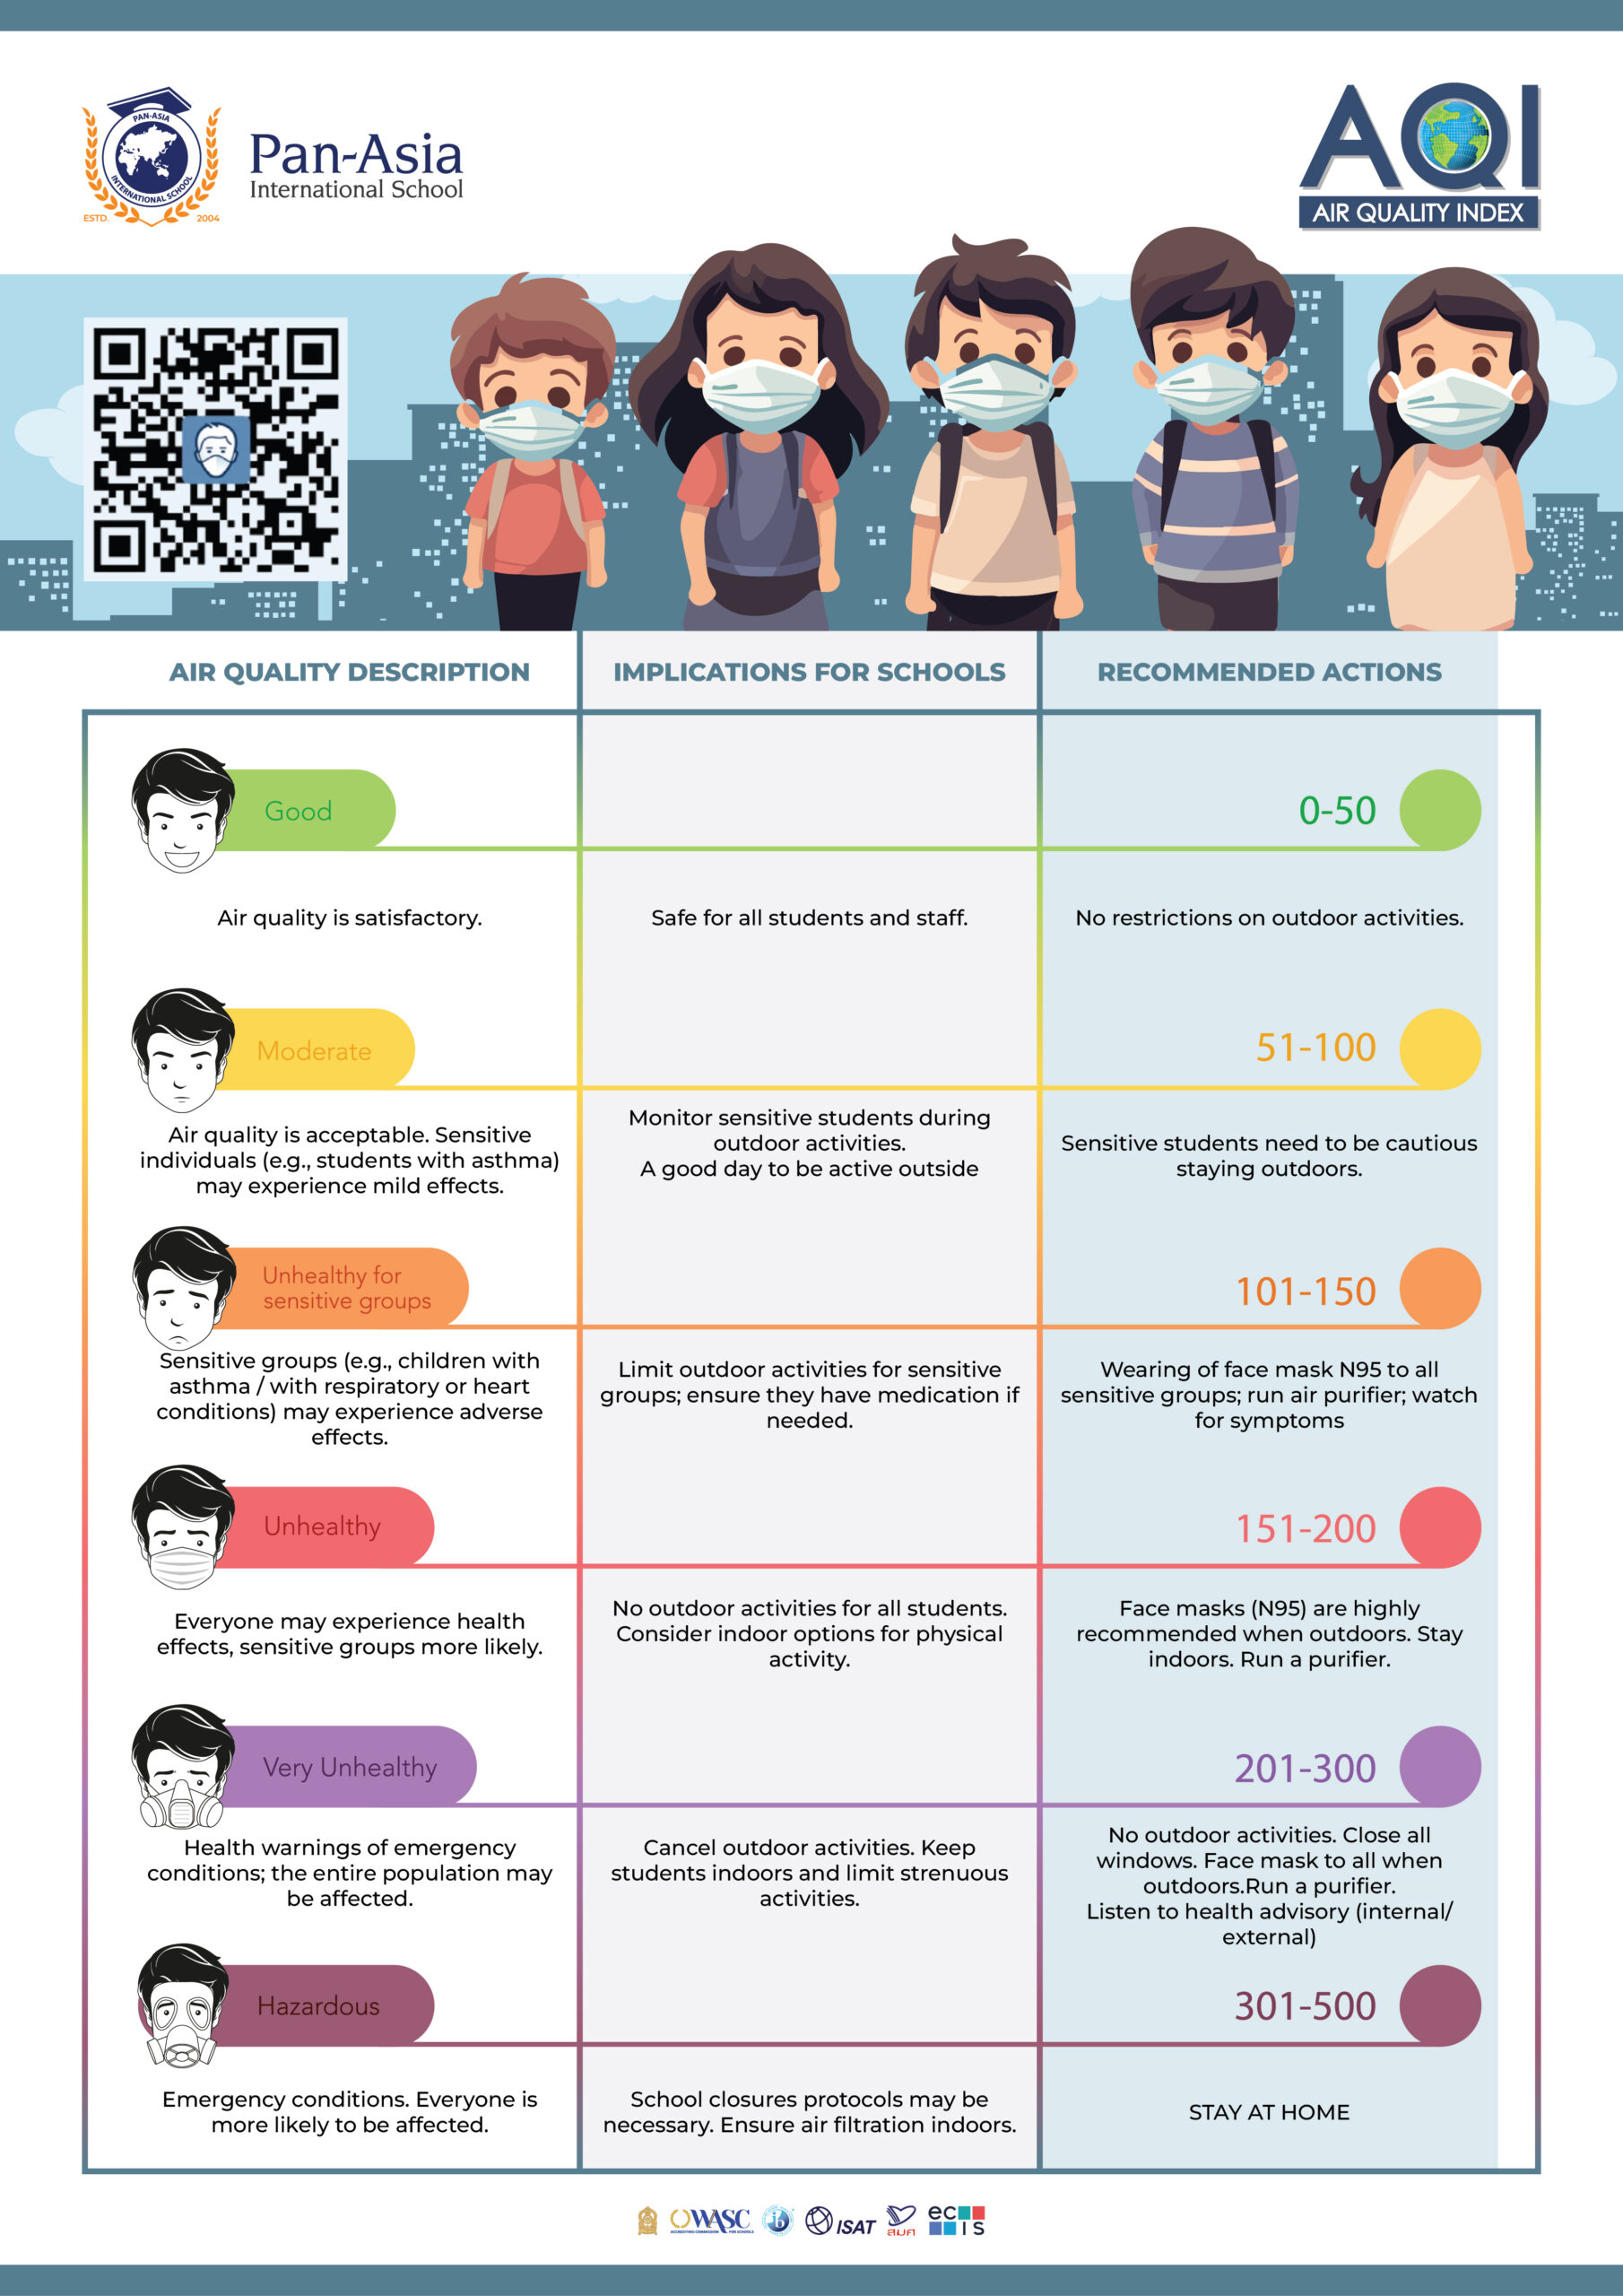 PAN-ASIA
INTERNATIONAL SCHOOL
ESTD.
2004
Pan-Asia
International School
AQI
AIR QUALITY INDEX
AIR QUALITY DESCRIPTION
IMPLICATIONS FOR SCHOOLS
RECOMMENDED ACTIONS
Good
0-50
Air quality is satisfactory.
Safe for all students and staff.
No restrictions on outdoor activities.
Moderate
51-100
Air quality is acceptable. Sensitive
individuals (e.g., students with asthma)
may experience mild effects.
Monitor sensitive students during
outdoor activities.
A good day to be active outside
Sensitive students need to be cautious
staying outdoors.
Unhealthy for
sensitive groups
101-150
Sensitive groups (e.g., children with
asthma / with respiratory or heart
conditions) may experience adverse
effects.
Limit outdoor activities for sensitive
groups; ensure they have medication if
needed.
Wearing of face mask N95 to all
sensitive groups; run air purifier; watch
for symptoms
Unhealthy
151-200
Everyone may experience health
effects, sensitive groups more likely.
No outdoor activities for all students.
Consider indoor options for physical
activity.
Face masks (N95) are highly
recommended when outdoors. Stay
indoors. Run a purifier.
Very Unhealthy
201-300
Health warnings of emergency
conditions; the entire population may
be affected.
Cancel outdoor activities. Keep
students indoors and limit strenuous
activities.
No outdoor activities. Close all
windows. Face mask to all when
outdoors.Run a purifier.
Listen to health advisory (internal/
external)
Hazardous
301-500
Emergency conditions. Everyone is
more likely to be affected.
School closures protocols may be
necessary. Ensure air filtration indoors.
STAY AT HOME
WASC
ACCREDITING COMMISSION FOR SCHOOLS
ib
ISAT
สมศ
ecis